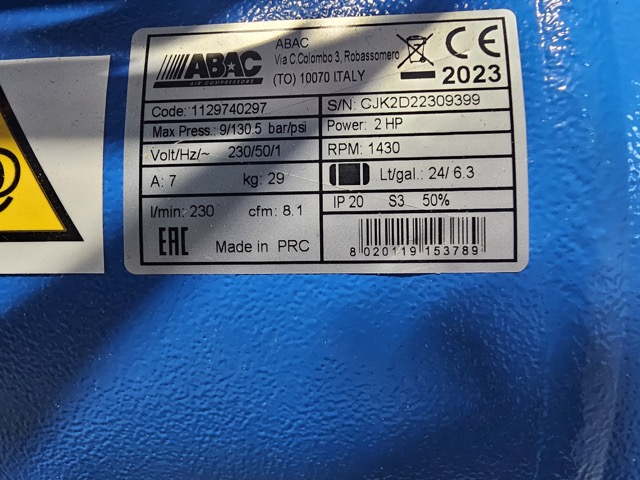 ABAC
AIR COMPRESSORS
ABAC
Via C.Colombo 3, Robassomero
(TO) 10070 ITALY
CE
2023
Code: 1129740297
S/N: CJK2D22309399
Max Press.: 9/130.5 bar/psi
Power: 2 HP
Volt/Hz/~ 230/50/1
RPM: 1430
A: 7 kg: 29
Lt/gal.: 24/ 6.3
l/min: 230 cfm: 8.1
IP 20 S3 50%
EAC
Made in PRC
8 020119 153789